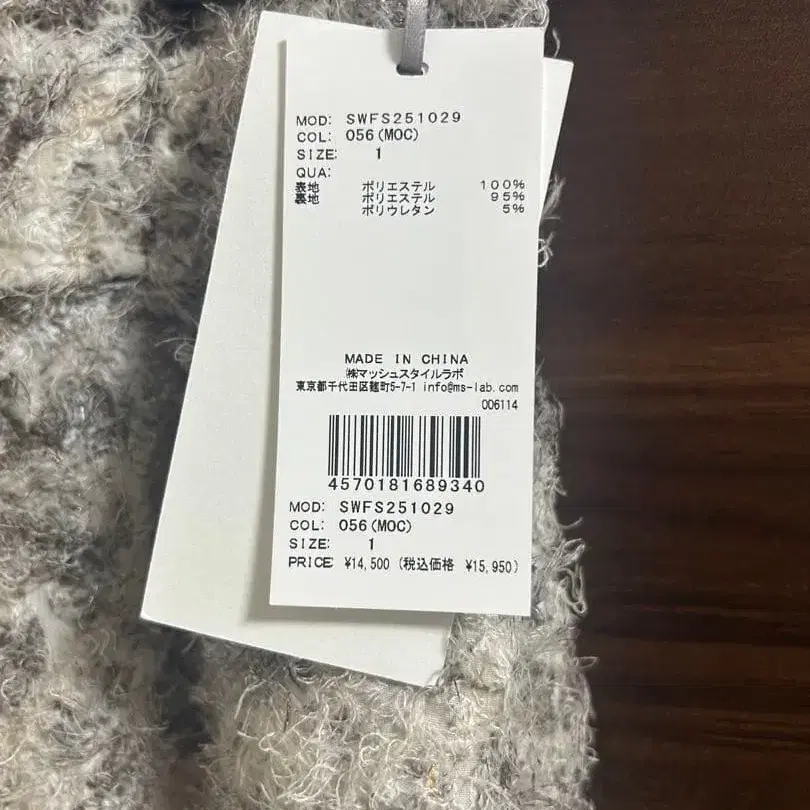 MOD: SWFS251029
COL: 056(MOC)
SIZE: 1
QUA:
表地 ポリエステル 100%
裏地 ポリエステル 95%
ポリウレタン 5%
MADE IN CHINA
㈱マッシュスタイルラボ
東京都千代田区麹町5-7-1 info@ms-lab.com
006114
4570181689340
MOD: SWFS251029
COL: 056(MOC)
SIZE: 1
PRICE: ¥14,500 (税込価格 ¥15,950)